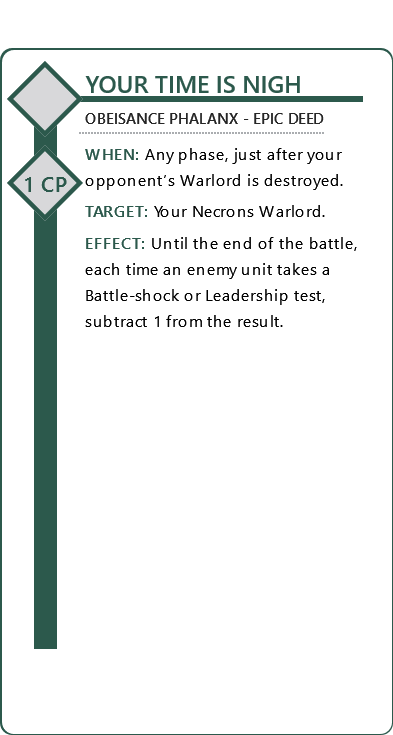 YOUR TIME IS NIGH
OBEISANCE PHALANX - EPIC DEED
1 CP
WHEN: Any phase, just after your
opponent's Warlord is destroyed.
TARGET: Your Necrons Warlord.
EFFECT: Until the end of the battle,
each time an enemy unit takes a
Battle-shock or Leadership test,
subtract 1 from the result.